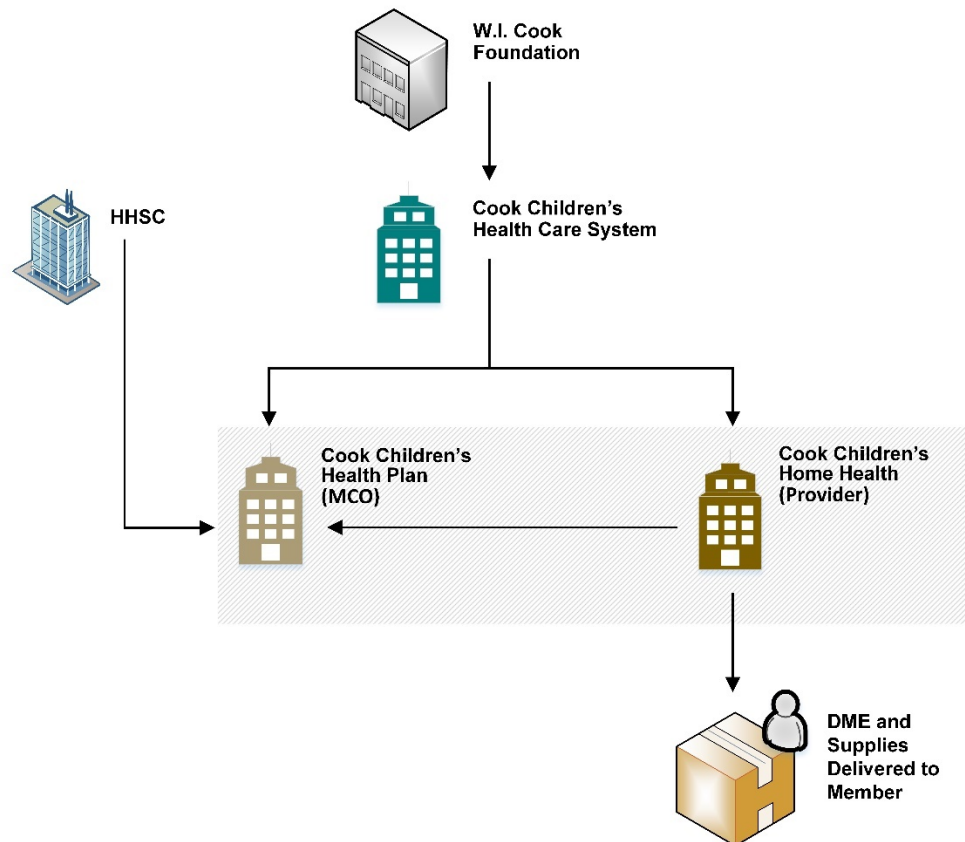 W.I. Cook
Foundation
HHSC
Cook Children's
Health Care System
Cook Children's
Health Plan
(MCO)
Cook Children's
Home Health
(Provider)
DME and
Supplies
Delivered to
Member